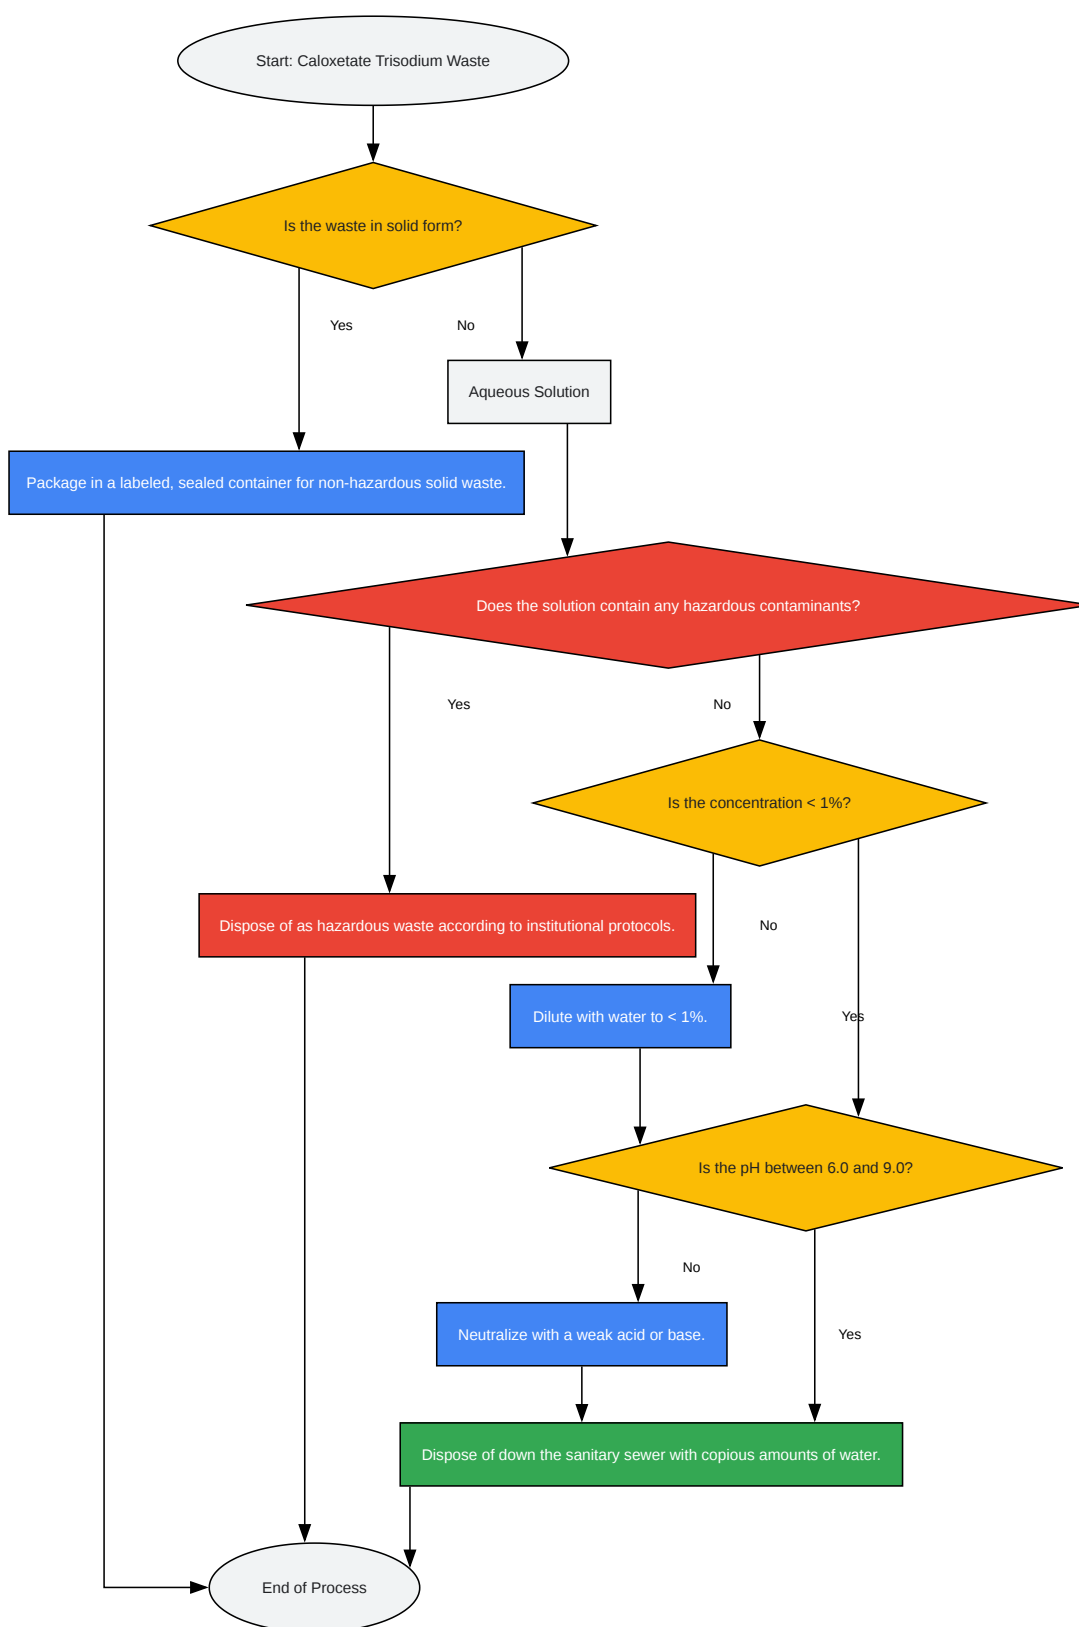 Start: Caloxetate Trisodium Waste
Is the waste in solid form?
Yes
No
Aqueous Solution
Package in a labeled, sealed container for non-hazardous solid waste.
Does the solution contain any hazardous contaminants?
Yes
No
Is the concentration < 1%?
Dispose of as hazardous waste according to institutional protocols.
No
Dilute with water to < 1%.
Yes
Is the pH between 6.0 and 9.0?
No
Neutralize with a weak acid or base.
Yes
Dispose of down the sanitary sewer with copious amounts of water.
End of Process